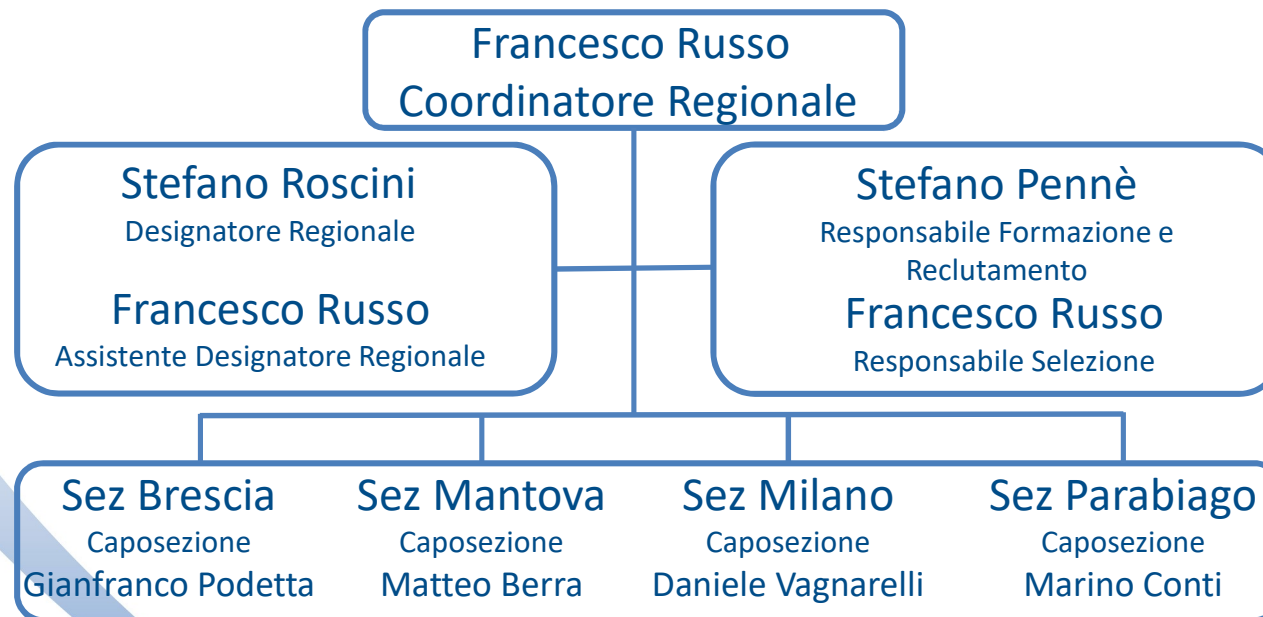 Francesco Russo
Coordinatore Regionale
Stefano Roscini
Designatore Regionale
Francesco Russo
Assistente Designatore Regionale
Stefano Pennè
Responsabile Formazione e
Reclutamento
Francesco Russo
Responsabile Selezione
Sez Brescia
Caposezione
Gianfranco Podetta
Sez Mantova
Caposezione
Matteo Berra
Sez Milano
Caposezione
Daniele Vagnarelli
Sez Parabiago
Caposezione
Marino Conti